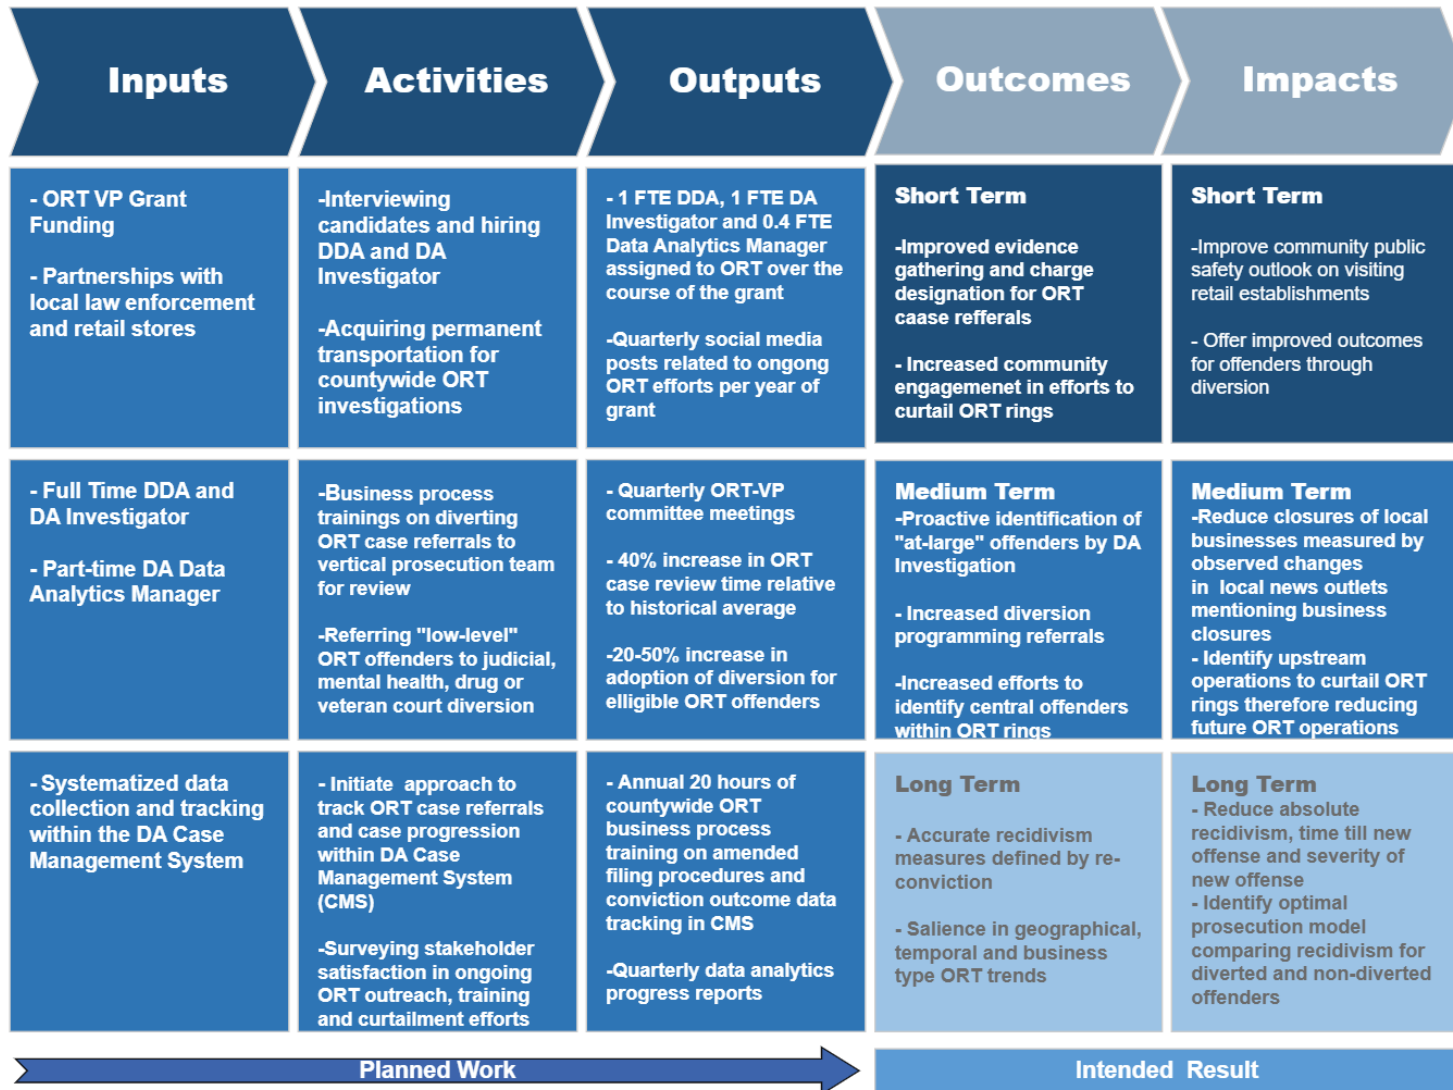 Inputs
Activities
Outputs
Outcomes
Impacts
- ORT VP Grant
Funding
- Partnerships with
local law enforcement
and retail stores
-Interviewing
candidates and hiring
DDA and DA
Investigator
-Acquiring permanent
transportation for
countywide ORT
investigations
- 1 FTE DDA, 1 FTE DA
Investigator and 0.4 FTE
Data Analytics Manager
assigned to ORT over the
course of the grant
-Quarterly social media
posts related to ongong
ORT efforts per year of
grant
Short Term
-Improved evidence
gathering and charge
designation for ORT
caase refferals
- Increased community
engagemenet in efforts to
curtail ORT rings
Short Term
-Improve community public
safety outlook on visiting
retail establishments
- Offer improved outcomes
for offenders through
diversion
- Full Time DDA and
DA Investigator
- Part-time DA Data
Analytics Manager
-Business process
trainings on diverting
ORT case referrals to
vertical prosecution team
for review
-Referring "low-level"
ORT offenders to judicial,
mental health, drug or
veteran court diversion
- Quarterly ORT-VP
committee meetings
- 40% increase in ORT
case review time relative
to historical average
-20-50% increase in
adoption of diversion for
elligible ORT offenders
Medium Term
-Proactive identification of
"at-large" offenders by DA
Investigation
- Increased diversion
programming referrals
-Increased efforts to
identify central offenders
within ORT rings
Medium Term
-Reduce closures of local
businesses measured by
observed changes
in local news outlets
mentioning business
closures
- Identify upstream
operations to curtail ORT
rings therefore reducing
future ORT operations
- Systematized data
collection and tracking
within the DA Case
Management System
- Initiate approach to
track ORT case referrals
and case progression
within DA Case
Management System
(CMS)
-Surveying stakeholder
satisfaction in ongoing
ORT outreach, training
and curtailment efforts
- Annual 20 hours of
countywide ORT
business process
training on amended
filing procedures and
conviction outcome data
tracking in CMS
-Quarterly data analytics
progress reports
Long Term
- Accurate recidivism
measures defined by re-
conviction
- Salience in geographical,
temporal and business
type ORT trends
Long Term
- Reduce absolute
recidivism, time till new
offense and severity of
new offense
- Identify optimal
prosecution model
comparing recidivism for
diverted and non-diverted
offenders
Planned Work
Intended Result